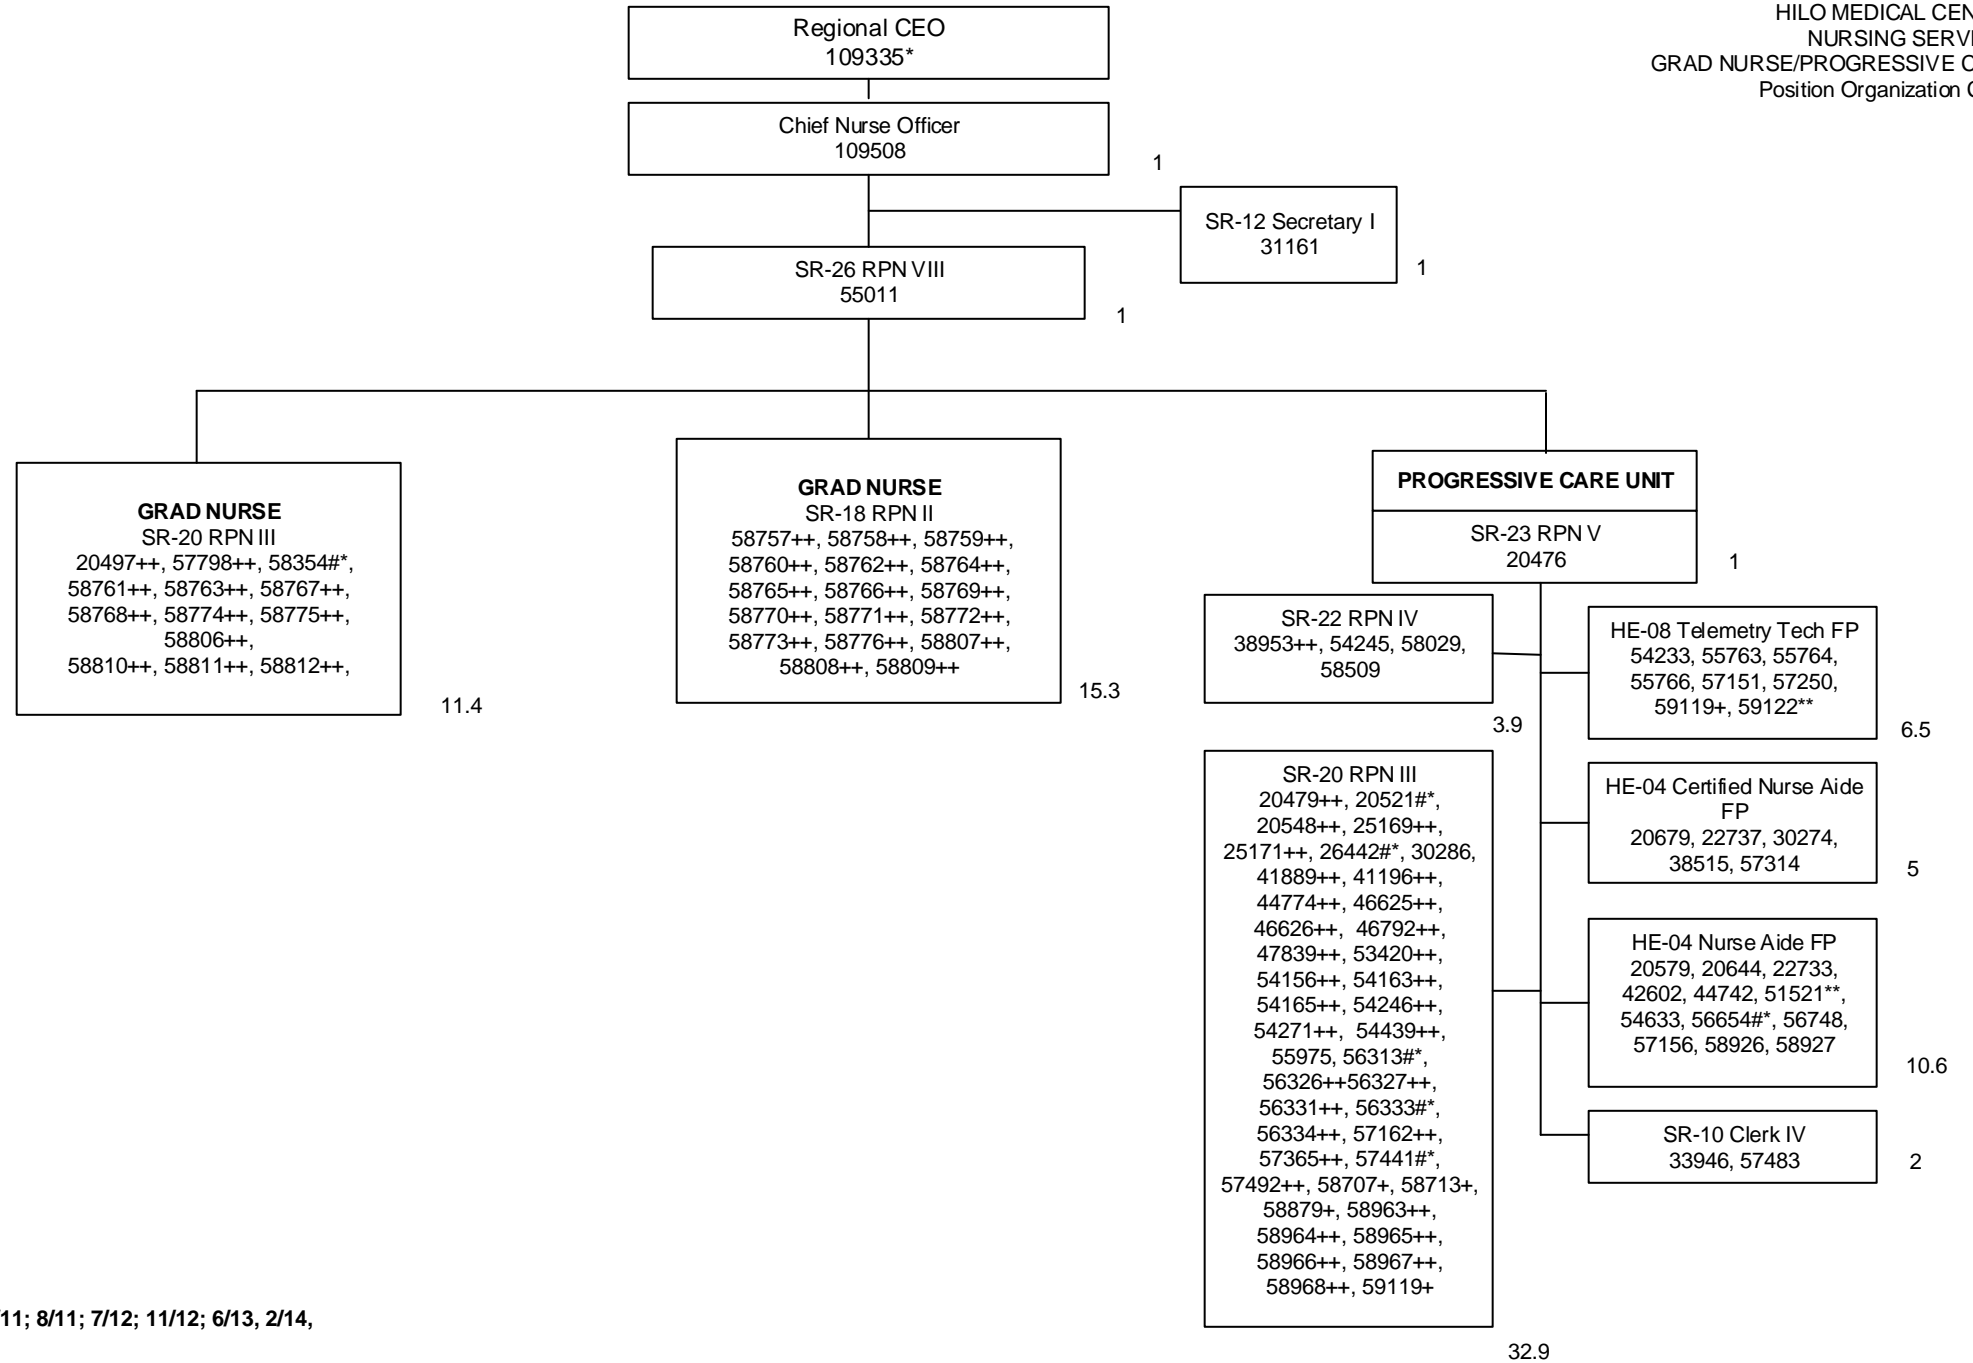 HILO MEDICAL CEN
NURSING SERVI
GRAD NURSE/PROGRESSIVE C
Position Organization C
Regional CEO
109335*
Chief Nurse Officer
109508
1
SR-12 Secretary I
31161
1
SR-26 RPN VIII
55011
1
GRAD NURSE
SR-20 RPN III
20497++, 57798++, 58354#*,
58761++, 58763++, 58767++,
58768++, 58774++, 58775++,
58806++,
58810++, 58811++, 58812++,
11.4
GRAD NURSE
SR-18 RPN II
58757++, 58758++, 58759++,
58760++, 58762++, 58764++,
58765++, 58766++, 58769++,
58770++, 58771++, 58772++,
58773++, 58776++, 58807++,
58808++, 58809++
15.3
PROGRESSIVE CARE UNIT
SR-23 RPN V
20476
1
SR-22 RPN IV
38953++, 54245, 58029,
58509
3.9
SR-20 RPN III
20479++, 20521#*,
20548++, 25169++,
25171++, 26442#*, 30286,
41889++, 41196++,
44774++, 46625++,
46626++, 46792++,
47839++, 53420++,
54156++, 54163++,
54165++, 54246++,
54271++, 54439++,
55975, 56313#*,
56326++56327++,
56331++, 56333#*,
56334++, 57162++,
57365++, 57441#*,
57492++, 58707+, 58713+,
58879+, 58963++,
58964++, 58965++,
58966++, 58967++,
58968++, 59119+
32.9
HE-08 Telemetry Tech FP
54233, 55763, 55764,
55766, 57151, 57250,
59119+, 59122**
6.5
HE-04 Certified Nurse Aide
FP
20679, 22737, 30274,
38515, 57314
5
HE-04 Nurse Aide FP
20579, 20644, 22733,
42602, 44742, 51521**,
54633, 56654#*, 56748,
57156, 58926, 58927
10.6
SR-10 Clerk IV
33946, 57483
2
/11; 8/11; 7/12; 11/12; 6/13, 2/14,